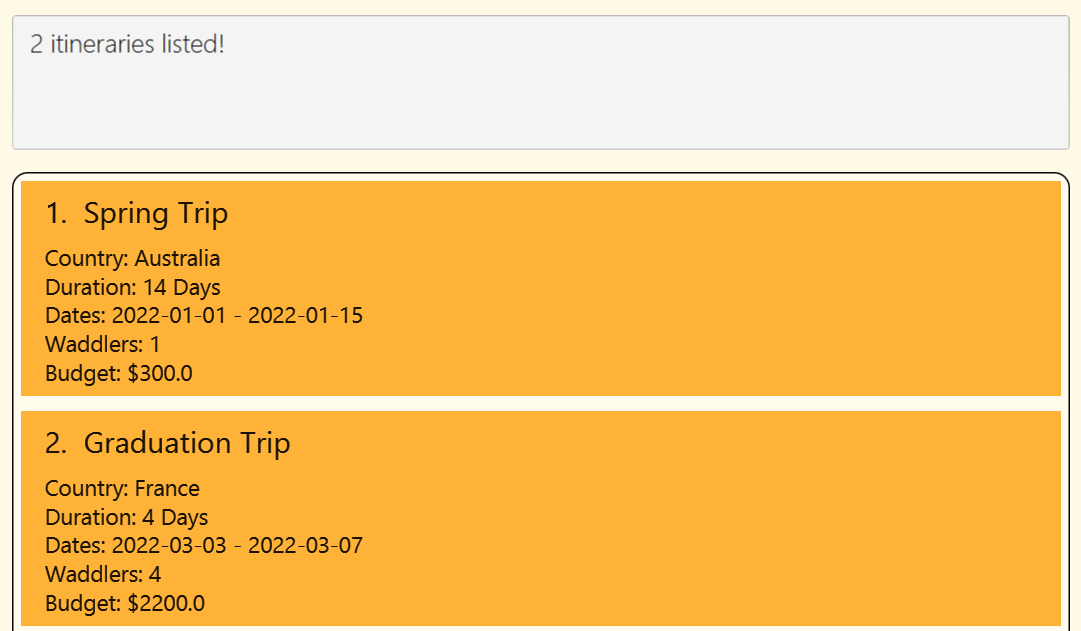 2 itineraries listed!
1. Spring Trip
Country: Australia
Duration: 14 Days
Dates: 2022-01-01 - 2022-01-15
Waddlers: 1
Budget: $300.0
2. Graduation Trip
Country: France
Duration: 4 Days
Dates: 2022-03-03 - 2022-03-07
Waddlers: 4
Budget: $2200.0